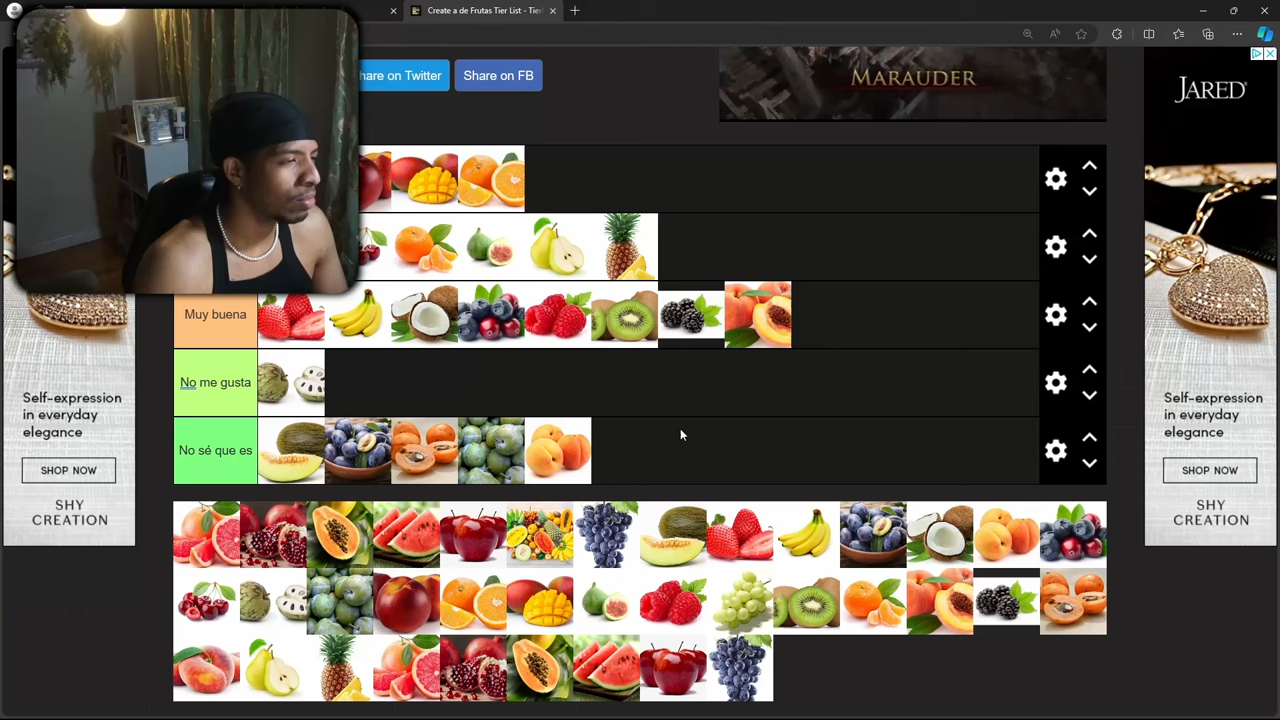 Create a de Frutas Tier List - Tier
hare on Twitter
Share on FB
MARAUDER
JARED
Muy buena
No me gusta
No sé que es
Self-expression
in everyday
elegance
SHOP NOW
SHY
CREATION
Self-expression
in everyday
elegance
SHOP NOW
SHY
CREATION